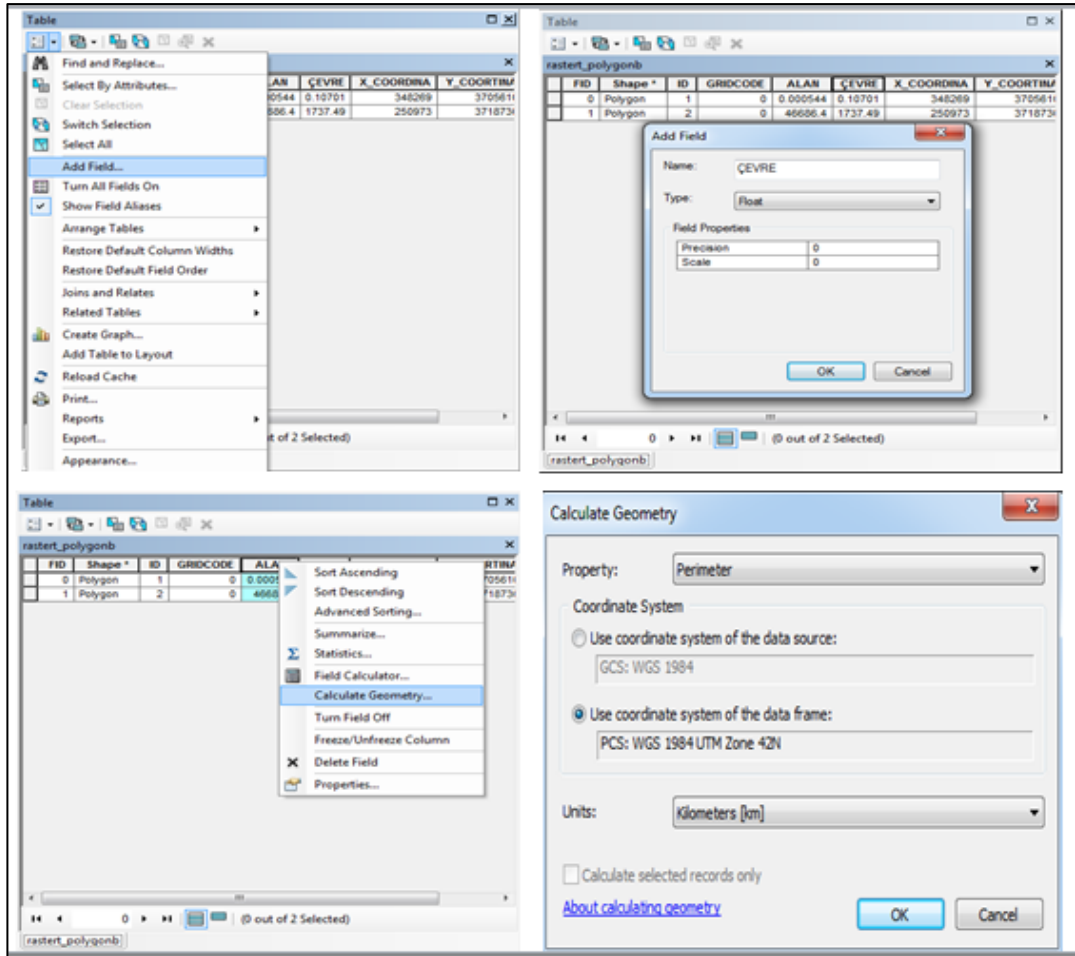 Table
Find and Replace...
Select By Attributes...
Clear Selection
Switch Selection
Select All
Add Field...
Turn All Fields On
Show Field Aliases
Arrange Tables
Restore Default Column Widths
Restore Default Field Order
Joins and Relates
Related Tables
Create Graph...
Add Table to Layout
Reload Cache
Print...
Reports
Export...
Appearance...
ÇEVRE X_COORDINA Y_COORTIN
0.10701 348269
1737.49 250973
of 2 Selected)
Table
rastert_polygonb
FID Shape * ID GRIDCODE ALAN ÇEVRE X_COORDINA Y_COORTIN
0 Polygon 1 0 0.000544 0.10701 348269 370561
1 Polygon 2 0 46686.4 1737.49 250973 371873
Add Field
Name: ÇEVRE
Type: Float
Field Properties
Precision 0
Scale 0
OK Cancel
0 (0 out of 2 Selected)
rastert_polygonb
Table
rastert_polygonb
FID Shape * ID GRIDCODE ALA
0 Polygon 1 0 0.000
1 Polygon 2 0 4668
Sort Ascending
Sort Descending
Advanced Sorting...
Summarize...
Statistics...
Field Calculator...
Calculate Geometry...
Turn Field Off
Freeze/Unfreeze Column
Delete Field
Properties...
0 (0 out of 2 Selected)
rastert_polygonb
Calculate Geometry
Property: Perimeter
Coordinate System
Use coordinate system of the data source:
GCS: WGS 1984
Use coordinate system of the data frame:
PCS: WGS 1984 UTM Zone 42N
Units: Kilometers [km]
Calculate selected records only
About calculating geometry
OK Cancel